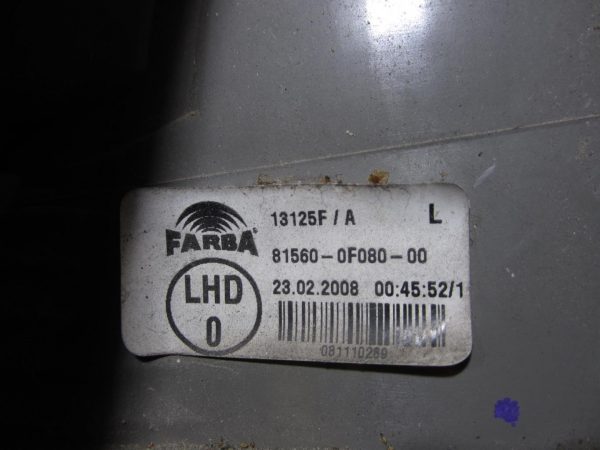 FARBA
13125F / A L
81560-0F080-00
LHD
0
23.02.2008 00:45:52/1
081110289